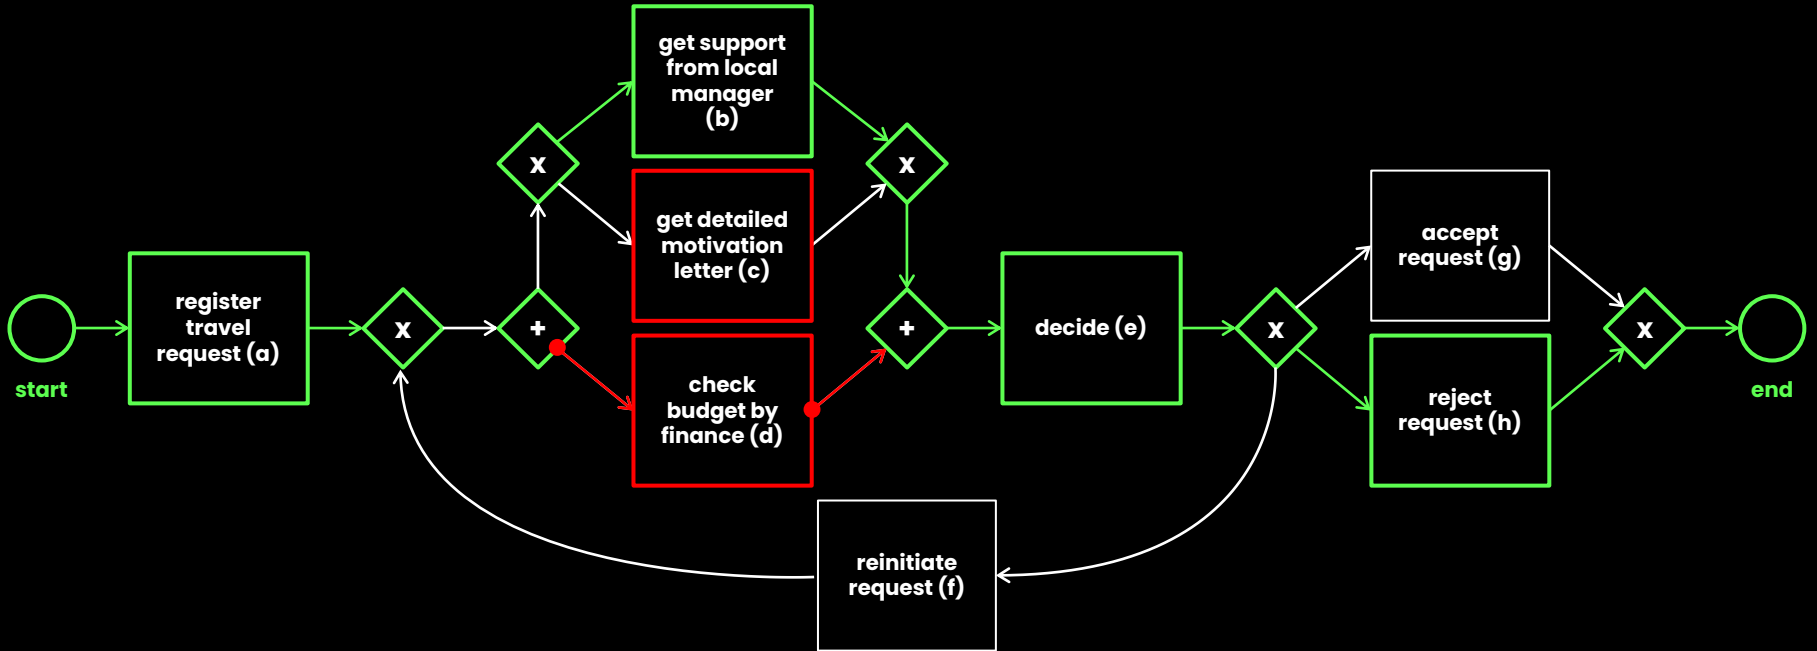 start
register
travel
request (a)
x
+
x
get support
from local
manager
(b)
get detailed
motivation
letter (c)
check
budget by
finance (d)
x
+
decide (e)
x
reinitiate
request (f)
accept
request (g)
reject
request (h)
x
end